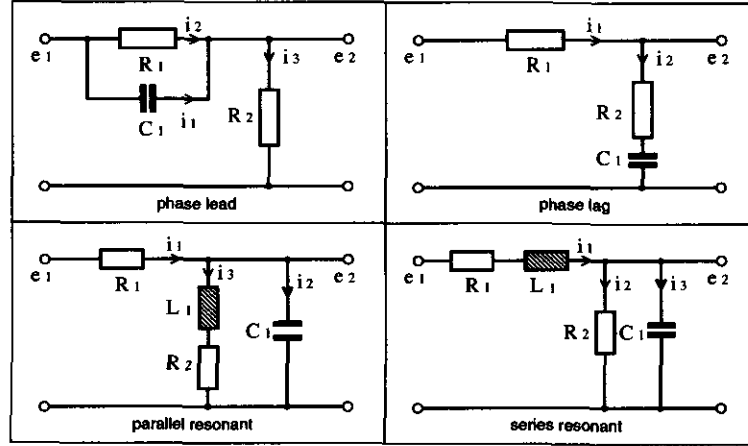 i2
e1 R1 i3 e2
C1 i1 R2
phase lead
i1
e1 R1 i2 e2
R2
C1
phase lag
i1
e1 R1 i3 i2 e2
L1 C1
R2
parallel resonant
i1
e1 R1 L1 i2 i3 e2
R2 C1
series resonant